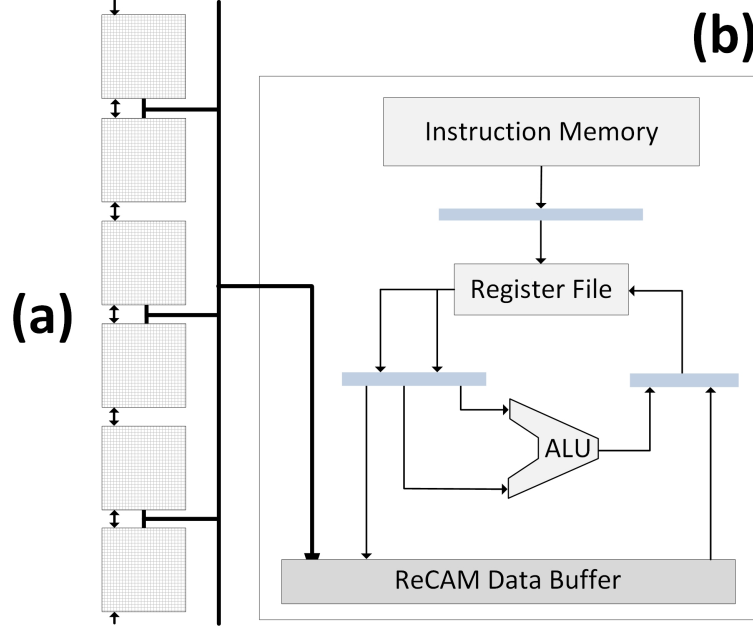 (b)
Instruction Memory
Register File
(a)
ALU
ReCAM Data Buffer